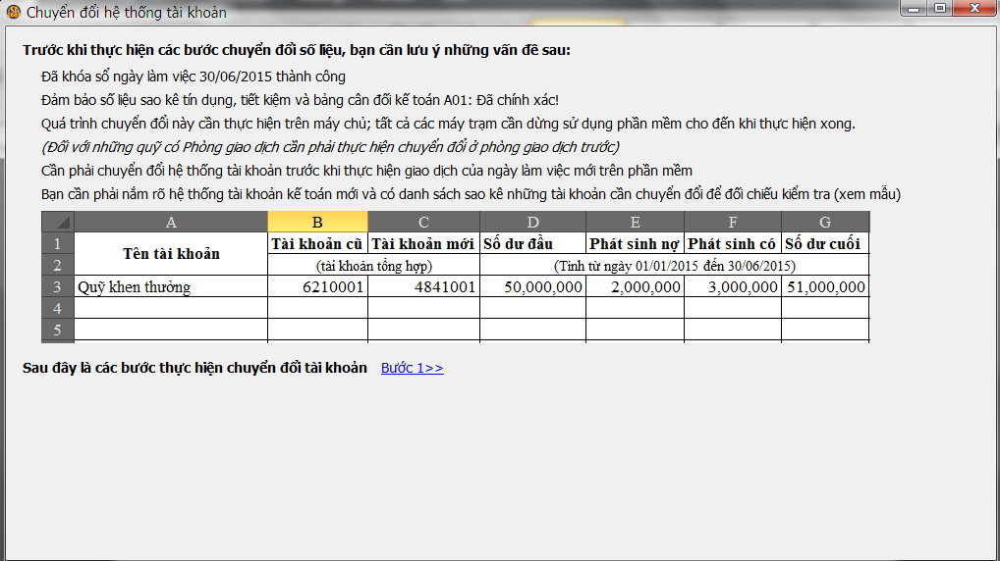 Chuyển đổi hệ thống tài khoản
Trước khi thực hiện các bước chuyển đổi số liệu, bạn cần lưu ý những vấn đề sau:
Đã khóa sổ ngày làm việc 30/06/2015 thành công
Đảm bảo số liệu sao kê tín dụng, tiết kiệm và bảng cân đối kế toán A01: Đã chính xác!
Quá trình chuyển đổi này cần thực hiện trên máy chủ; tất cả các máy trạm cần dừng sử dụng phần mềm cho đến khi thực hiện xong.
(Đối với những quỹ có Phòng giao dịch cần phải thực hiện chuyển đổi ở phòng giao dịch trước)
Cần phải chuyển đổi hệ thống tài khoản trước khi thực hiện giao dịch của ngày làm việc mới trên phần mềm
Bạn cần phải nắm rõ hệ thống tài khoản kế toán mới và có danh sách sao kê những tài khoản cần chuyển đổi để đối chiếu kiểm tra (xem mẫu)
A B C D E F G
1 Tên tài khoản Tài khoản cũ Tài khoản mới Số dư đầu Phát sinh nợ Phát sinh có Số dư cuối
2 (tài khoản tổng hợp) (Tính từ ngày 01/01/2015 đến 30/06/2015)
3 Quỹ khen thưởng 6210001 4841001 50,000,000 2,000,000 3,000,000 51,000,000
4
5
Sau đây là các bước thực hiện chuyển đổi tài khoản Bước 1>>